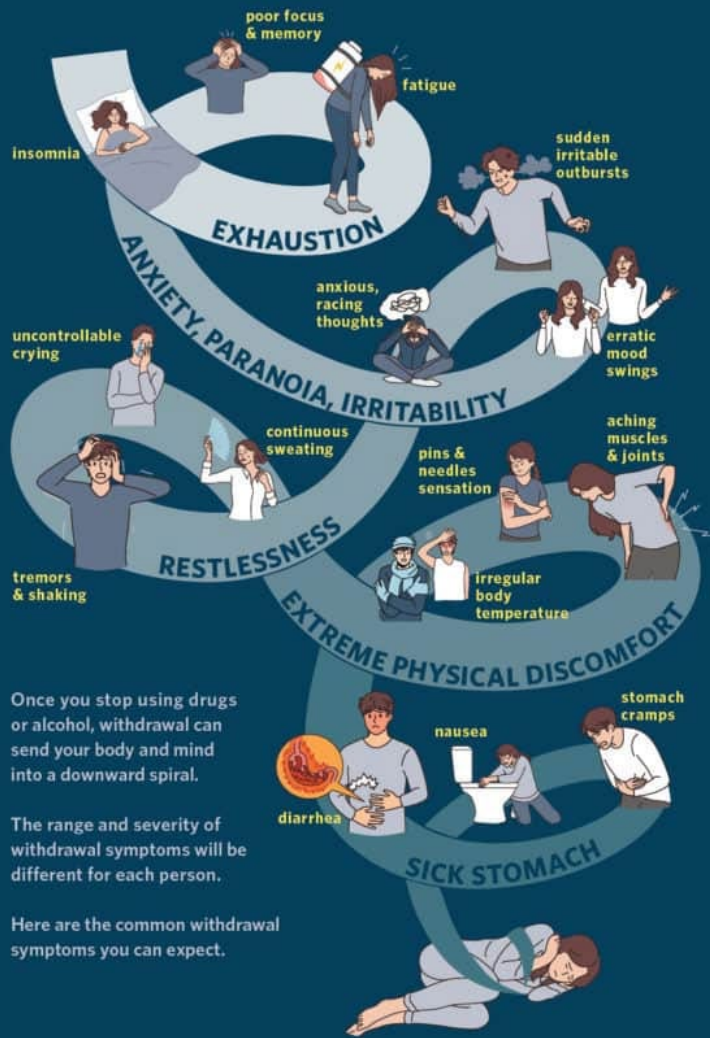 poor focus
& memory
fatigue
insomnia
EXHAUSTION
sudden
irritable
outbursts
anxious,
racing
thoughts
erratic
mood
swings
ANXIETY, PARANOIA, IRRITABILITY
uncontrollable
crying
continuous
sweating
tremors
& shaking
RESTLESSNESS
pins &
needles
sensation
aching
muscles
& joints
irregular
body
temperature
EXTREME PHYSICAL DISCOMFORT
Once you stop using drugs
or alcohol, withdrawal can
send your body and mind
into a downward spiral.
The range and severity of
withdrawal symptoms will be
different for each person.
Here are the common withdrawal
symptoms you can expect.
diarrhea
nausea
stomach
cramps
SICK STOMACH